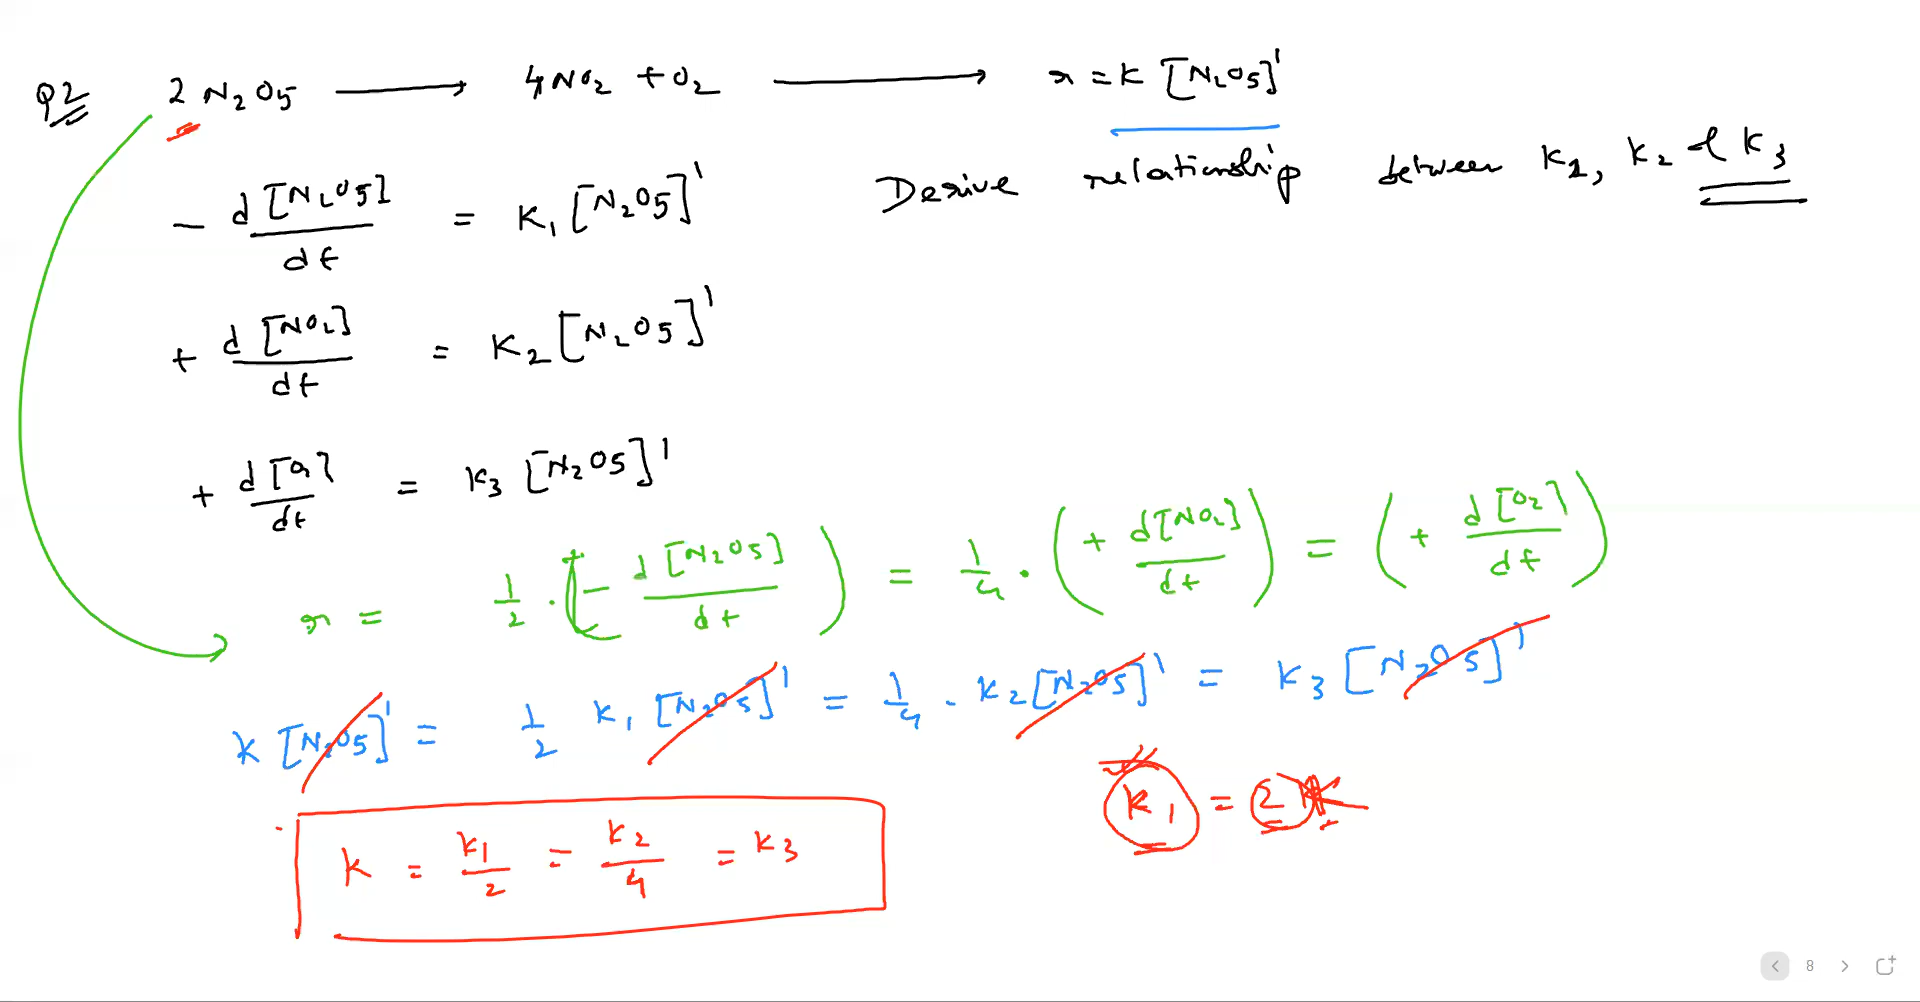 Q2 2 N₂O₅ ⟶ 4NO₂ + O₂ ⟶ r = K [N₂O₅]¹
Derive relationship between K₁, K₂ & K₃
− d[N₂O₅]/dt = K₁ [N₂O₅]¹
+ d[NO₂]/dt = K₂ [N₂O₅]¹
+ d[O₂]/dt = K₃ [N₂O₅]¹
r = 1/2 · (− d[N₂O₅]/dt) = 1/4 · (+ d[NO₂]/dt) = (+ d[O₂]/dt)
K [N₂O₅]¹ = 1/2 K₁ [N₂O₅]¹ = 1/4 · K₂ [N₂O₅]¹ = K₃ [N₂O₅]¹
K₁ = 2K
K = K₁/2 = K₂/4 = K₃
8